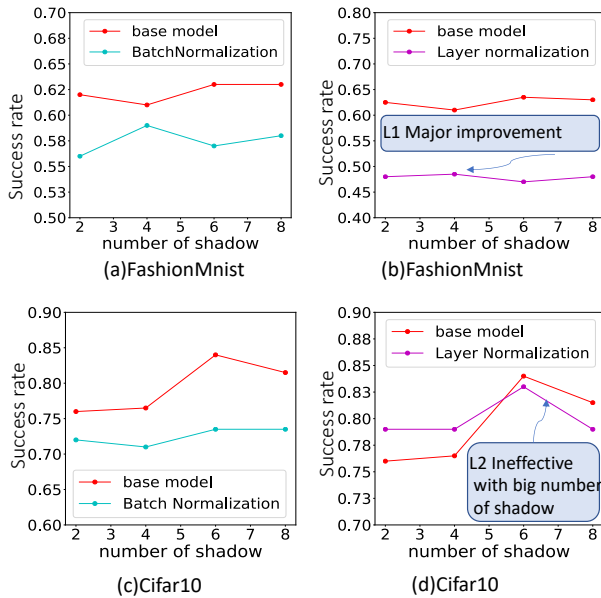 0.70
0.68
0.65
0.62
0.60
0.58
0.55
0.53
0.50
Success rate
base model
BatchNormalization
2 3 4 5 6 7 8
number of shadow
(a)FashionMnist
0.80
0.75
0.70
0.65
0.60
0.55
0.50
0.45
0.40
Success rate
base model
Layer normalization
L1 Major improvement
2 3 4 5 6 7 8
number of shadow
(b)FashionMnist
0.90
0.85
0.80
0.75
0.70
0.65
0.60
Success rate
base model
Batch Normalization
2 3 4 5 6 7 8
number of shadow
(c)Cifar10
0.90
0.88
0.85
0.83
0.80
0.78
0.75
0.73
0.70
Success rate
base model
Layer Normalization
L2 Ineffective
with big number
of shadow
2 3 4 5 6 7 8
number of shadow
(d)Cifar10